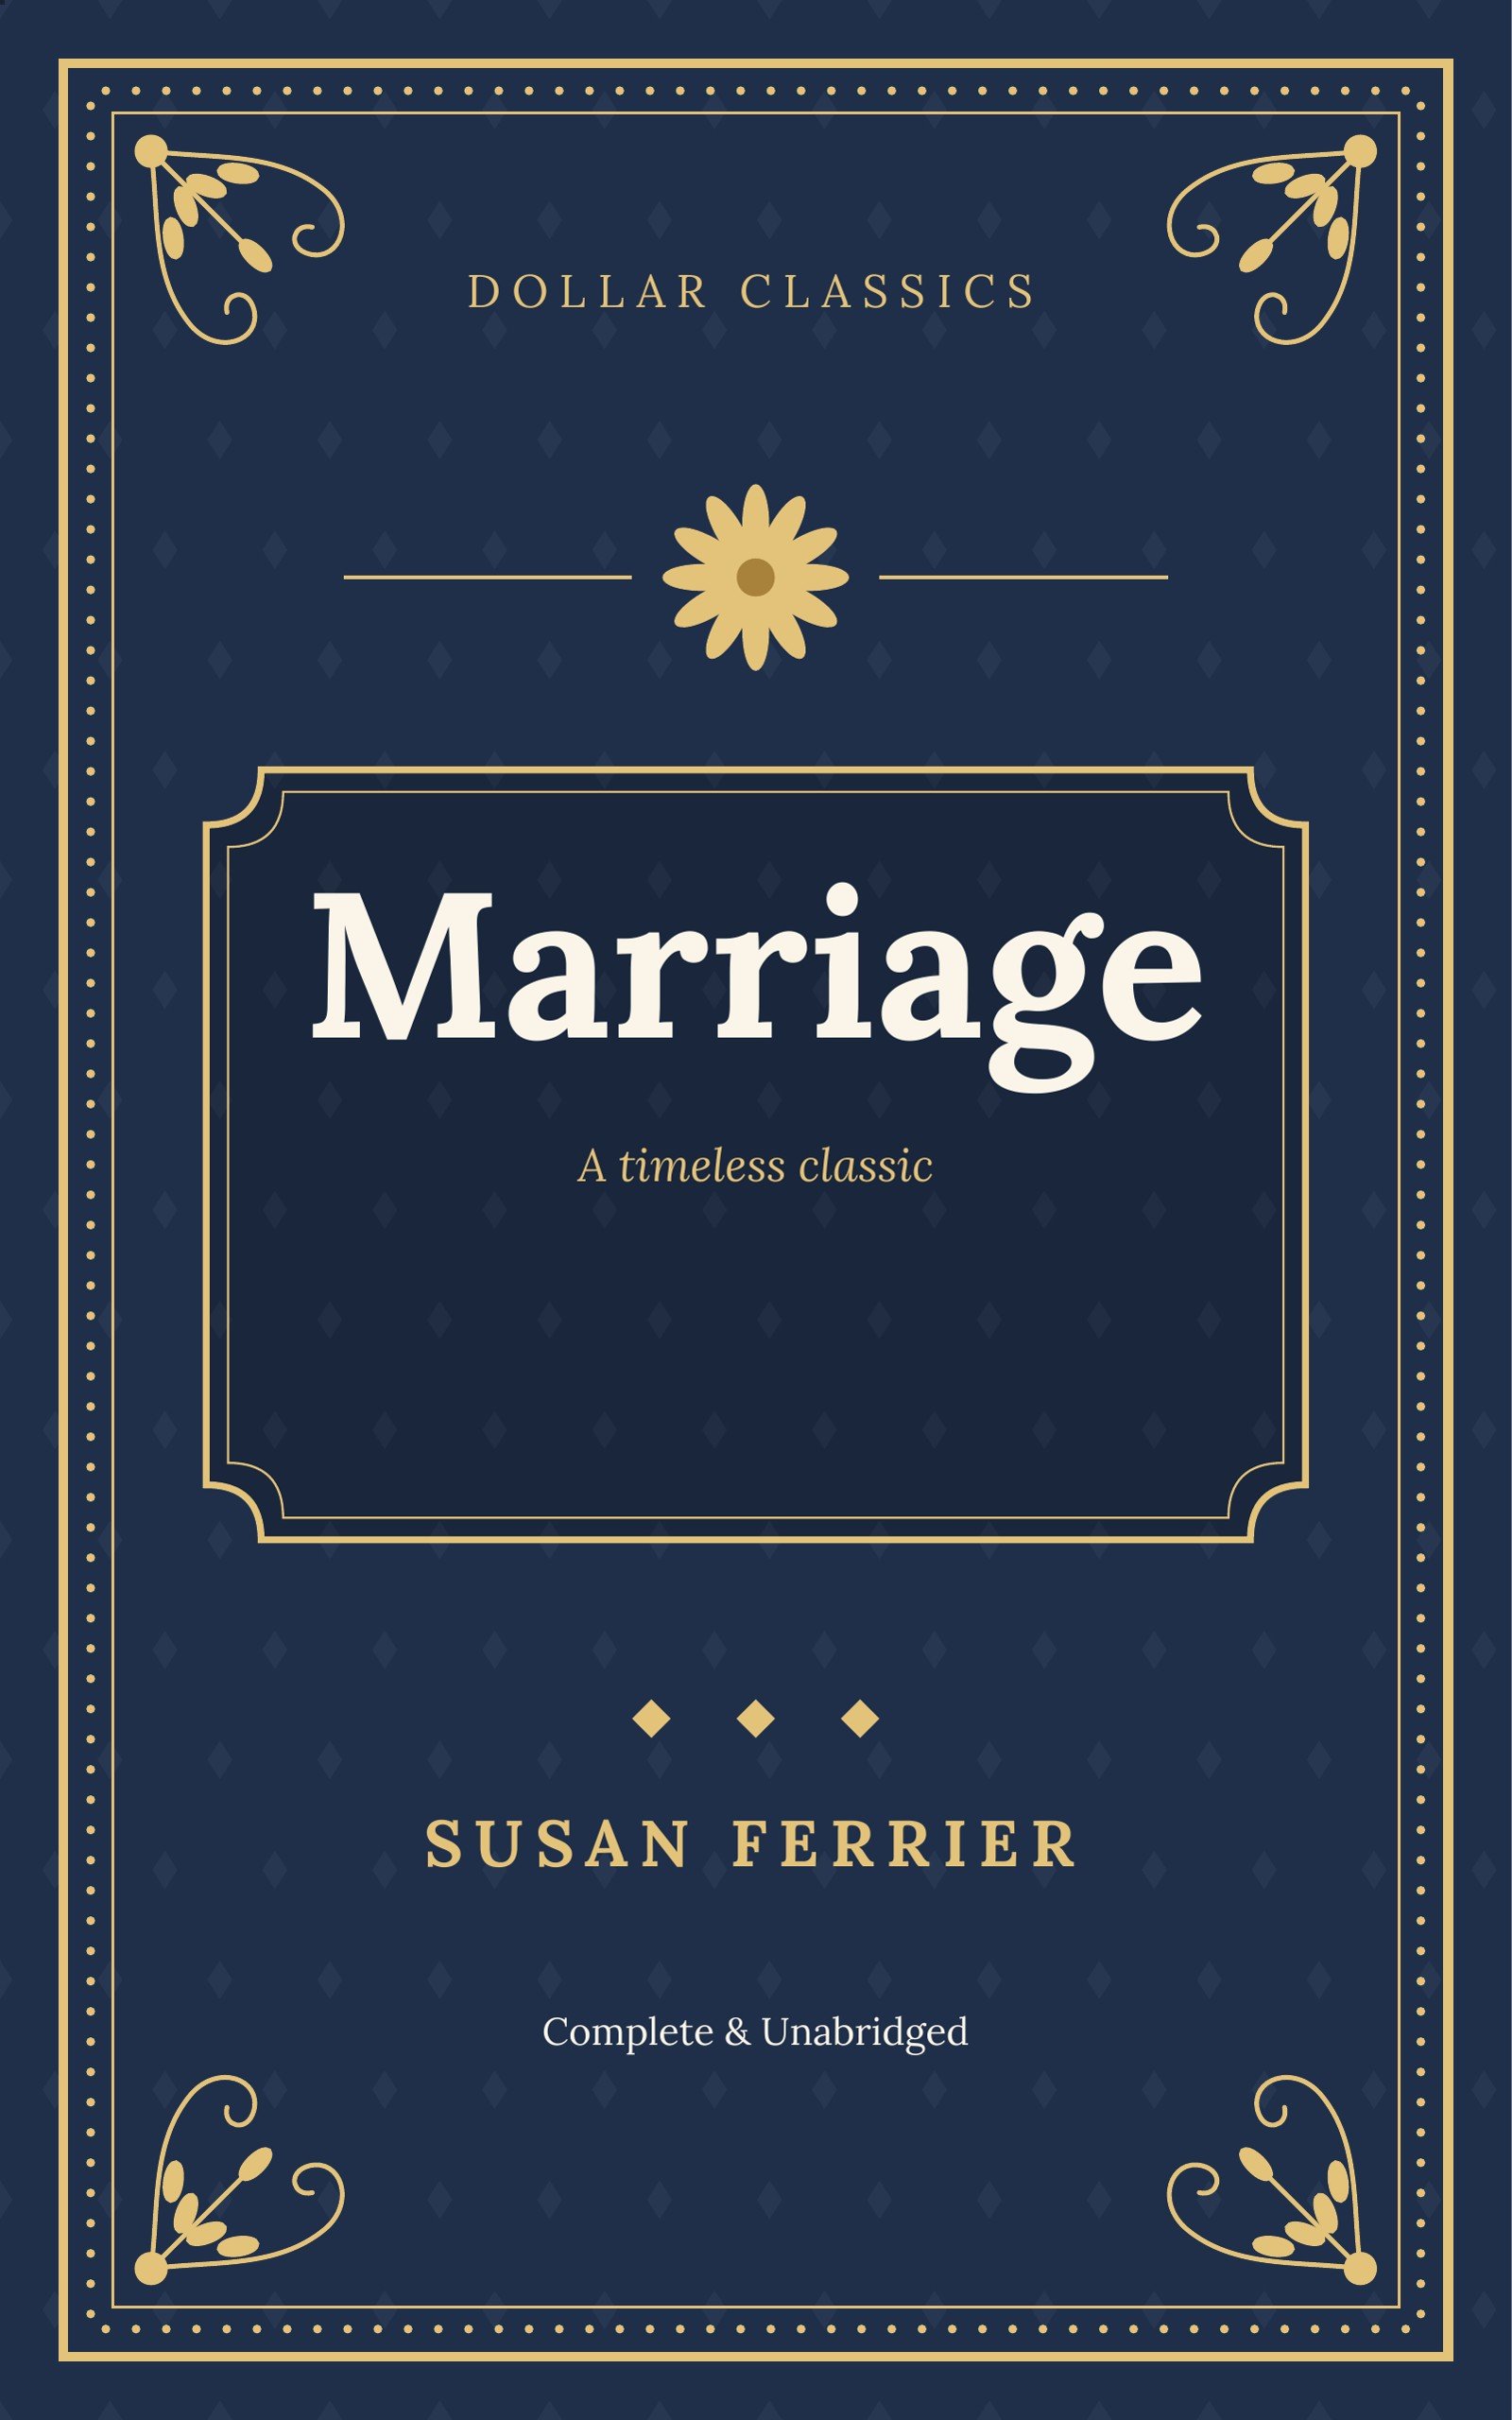 DOLLAR CLASSICS
Marriage
A timeless classic
SUSAN FERRIER
Complete & Unabridged